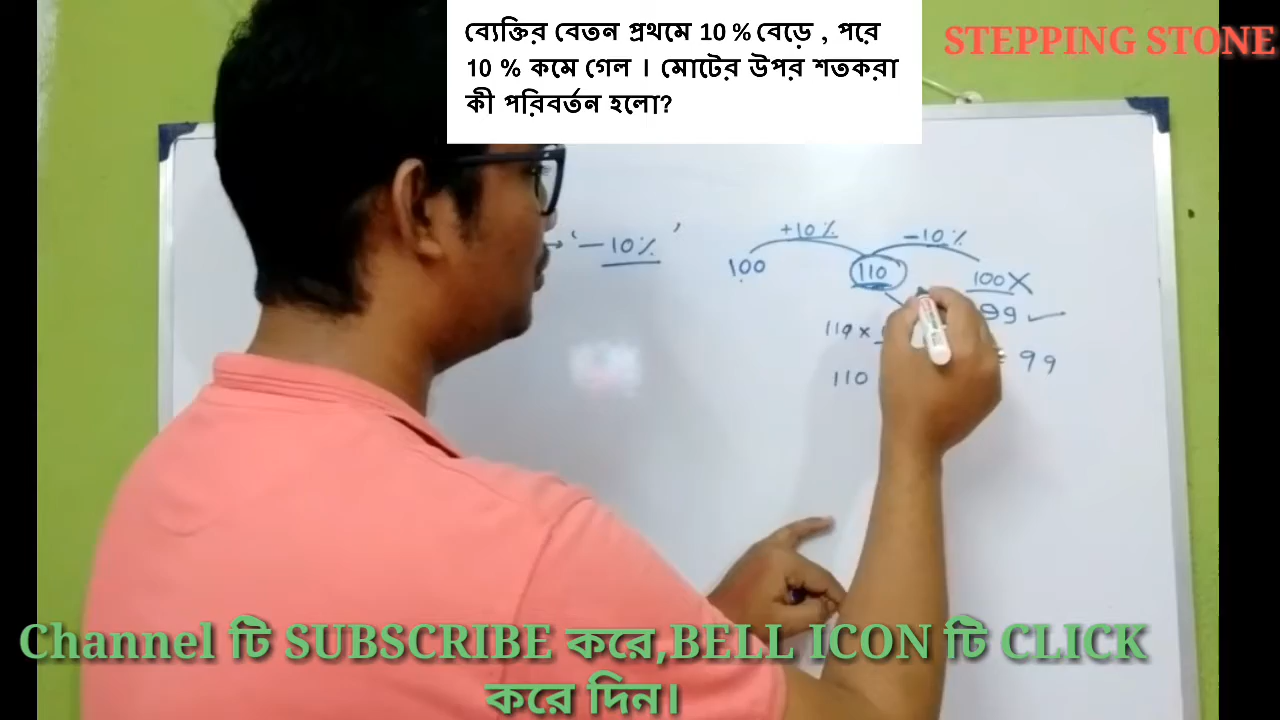 ব্যেক্তির বেতন প্রথমে 10 % বেড়ে , পরে
10 % কমে গেল । মোটের উপর শতকরা
কী পরিবর্তন হলো?
STEPPING STONE
‘ — 10% ’
+10% -10%
100 110 100 X
99
110 x
= 99
110
Channel টি SUBSCRIBE করে,BELL ICON টি CLICK
করে দিন।